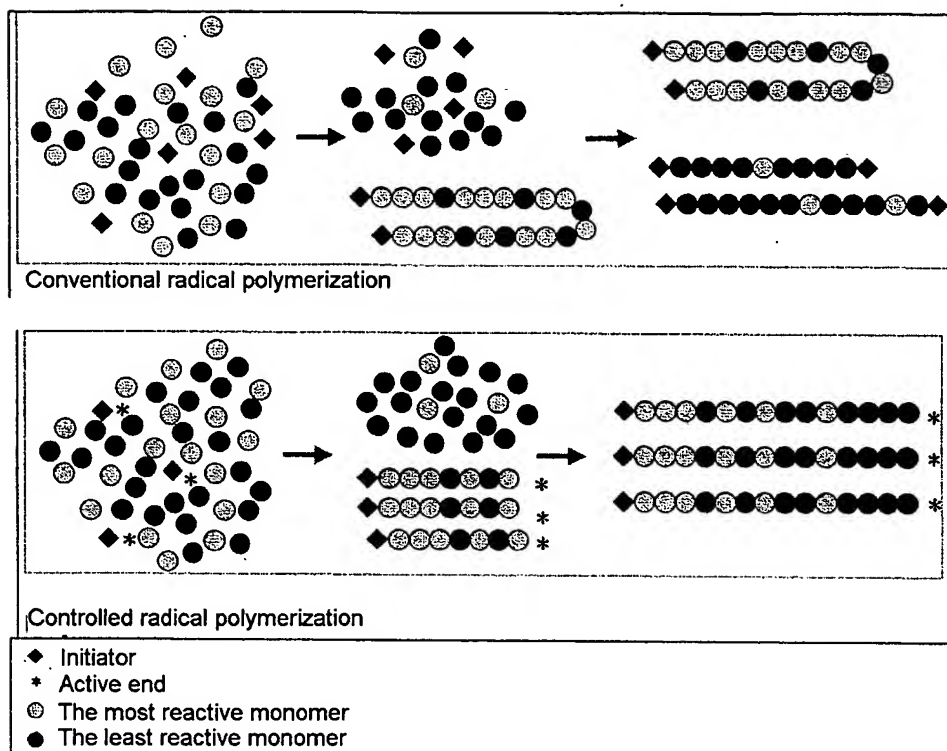 Conventional radical polymerization
Controlled radical polymerization
Initiator
Active end
The most reactive monomer
The least reactive monomer